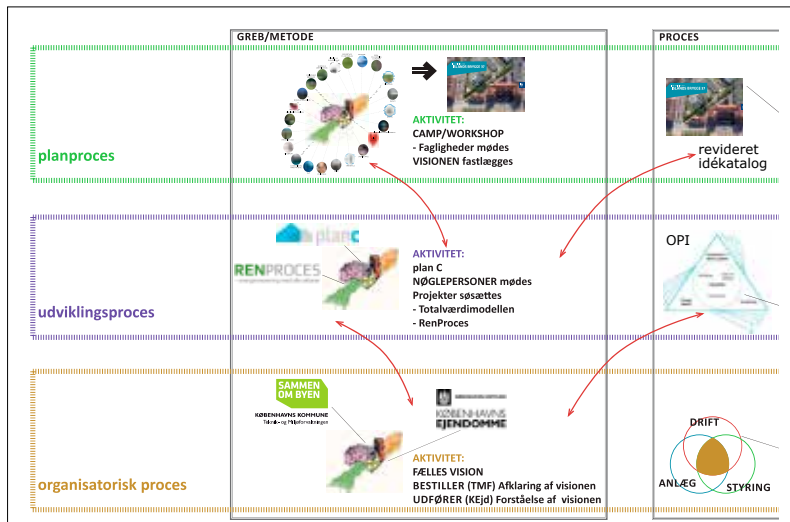 GREB/METODE
PROCES
AKTIVITET:
CAMP/WORKSHOP
- Fagligheder mødes
VISIONEN fastlægges
planproces
revideret
idékatalog
plan C
RENPROCES
AKTIVITET:
plan C
NØGLEPERSONER mødes
Projekter søsættes
- Totalværdimodellen
- RenProces
udviklingsproces
OPI
SAMMEN
OM BYEN
KØBENHAVNS KOMMUNE
Teknik- og Miljøforvaltningen
KØBENHAVNS
EJENDOMME
AKTIVITET:
FÆLLES VISION
BESTILLER (TMF) Afklaring af visionen
UDFØRER (KEjd) Forståelse af visionen
organisatorisk proces
DRIFT
ANLÆG
STYRING